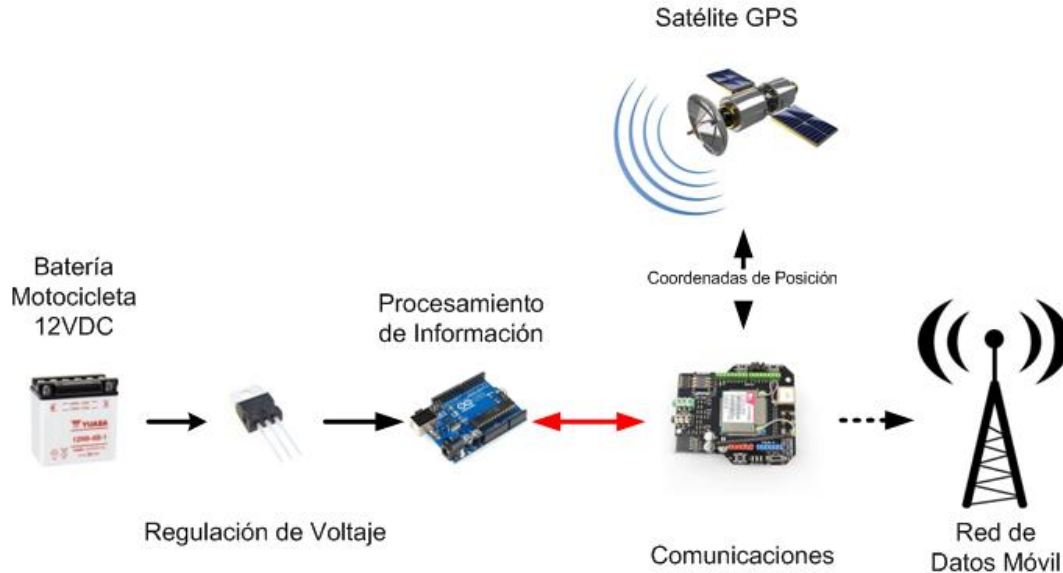 Satélite GPS
Coordenadas de Posición
Batería
Motocicleta
12VDC
Procesamiento
de Información
YUASA
Regulación de Voltaje
Comunicaciones
Red de
Datos Móvil